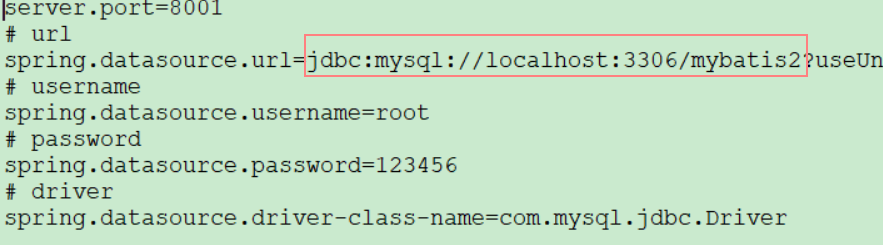 server.port=8001
# url
spring.datasource.url=jdbc:mysql://localhost:3306/mybatis2?useUn
# username
spring.datasource.username=root
# password
spring.datasource.password=123456
# driver
spring.datasource.driver-class-name=com.mysql.jdbc.Driver